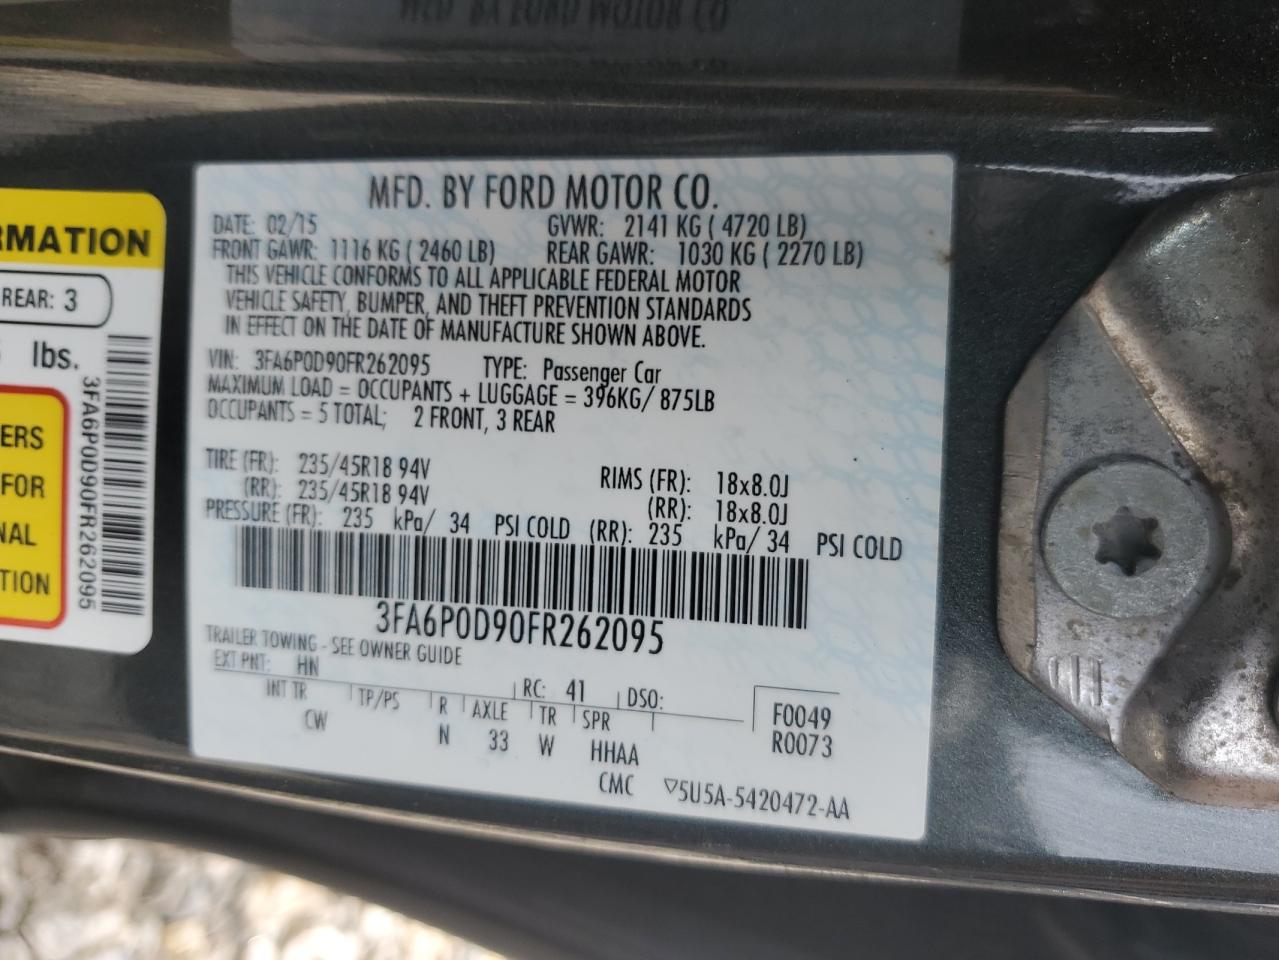 MFD. BY FORD MOTOR CO.
DATE: 02/15 GVWR: 2141 KG ( 4720 LB)
FRONT GAWR: 1116 KG ( 2460 LB) REAR GAWR: 1030 KG ( 2270 LB)
THIS VEHICLE CONFORMS TO ALL APPLICABLE FEDERAL MOTOR
VEHICLE SAFETY, BUMPER, AND THEFT PREVENTION STANDARDS
IN EFFECT ON THE DATE OF MANUFACTURE SHOWN ABOVE.
VIN: 3FA6P0D90FR262095 TYPE: Passenger Car
MAXIMUM LOAD = OCCUPANTS + LUGGAGE = 396KG/ 875LB
OCCUPANTS = 5 TOTAL; 2 FRONT, 3 REAR
TIRE (FR): 235/45R18 94V RIMS (FR): 18x8.0J
(RR): 235/45R18 94V (RR): 18x8.0J
PRESSURE (FR): 235 kPa/ 34 PSI COLD (RR): 235 kPa/ 34 PSI COLD
3FA6P0D90FR262095
TRAILER TOWING - SEE OWNER GUIDE
EXT PNT: HN RC: 41 DSO:
INT TR TP/PS R AXLE TR SPR F0049
CW N 33 W HHAA R0073
CMC ▽5U5A-5420472-AA
RMATION
REAR: 3
lbs.
3FA6P0D90FR262095
ERS
FOR
NAL
TION